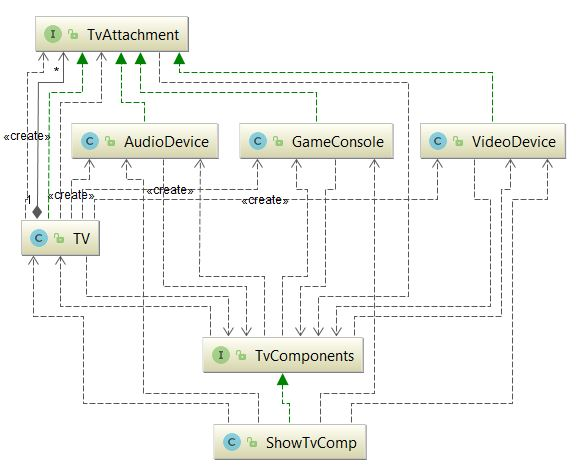 I TvAttachment
*
«create»
C AudioDevice
C GameConsole
C VideoDevice
«create»
«create»
«create»
1
C TV
I TvComponents
C ShowTvComp